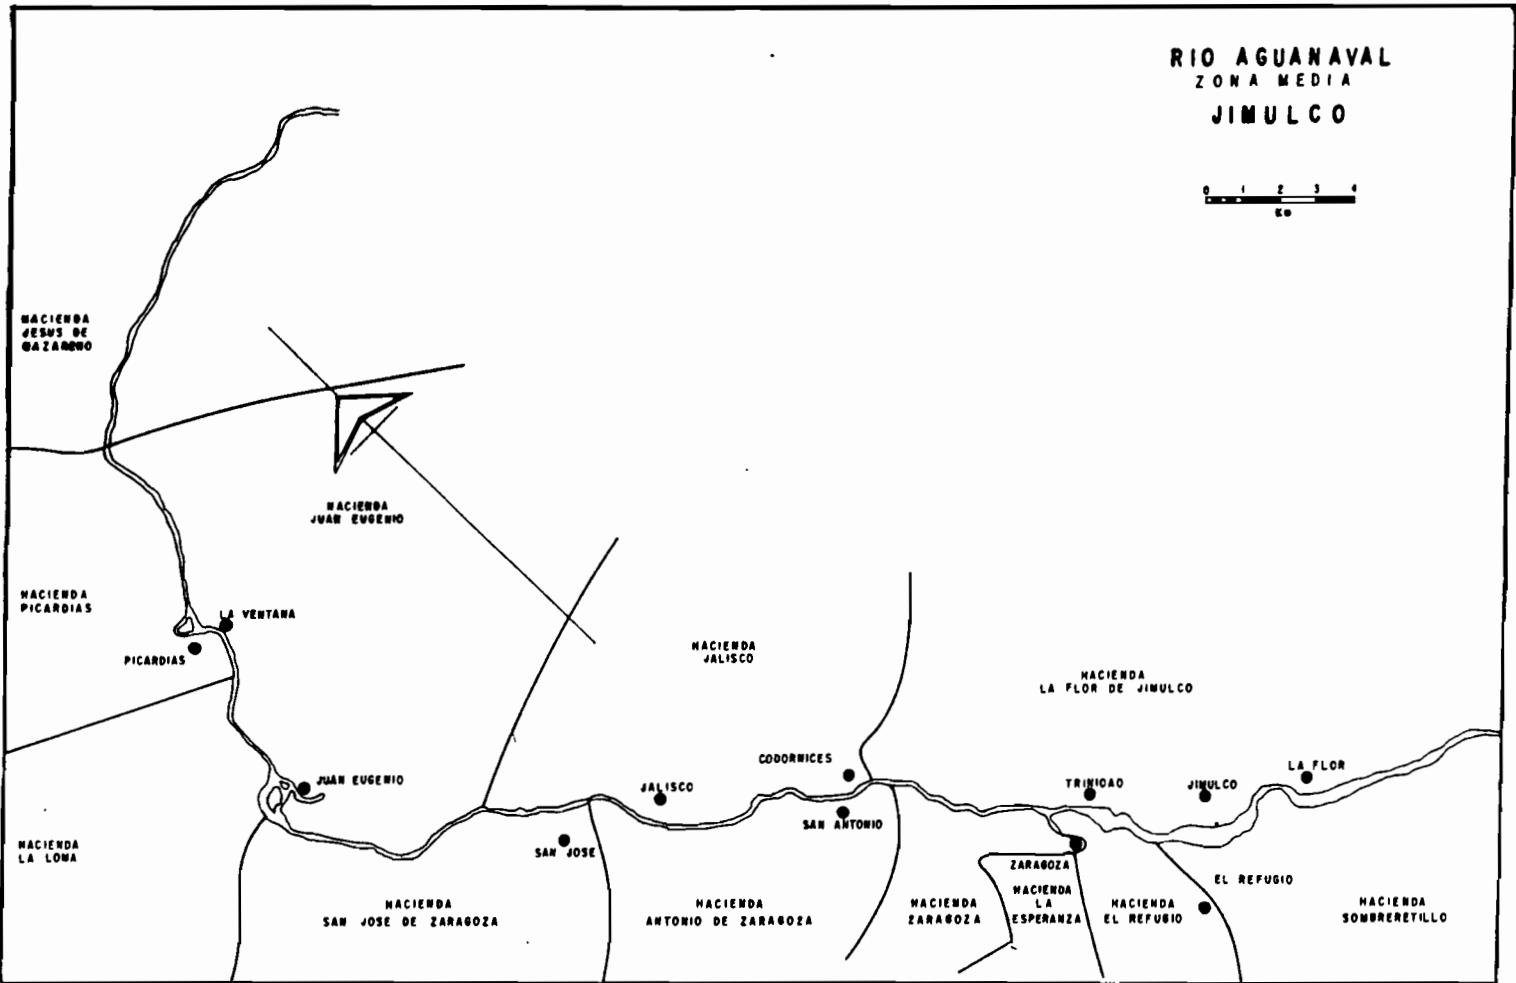 RIO AGUANAVAL
ZONA MEDIA
JIMULCO
0 1 2 3 4
Km
HACIENDA
JESUS DE
NAZARENO
HACIENDA
JUAN EUGENIO
HACIENDA
PICARDIAS
LA VENTANA
PICARDIAS
HACIENDA
JALISCO
HACIENDA
LA FLOR DE JIMULCO
JUAN EUGENIO
CODORNICES
JALISCO
TRINIDAD
JIMULCO
LA FLOR
SAN ANTONIO
SAN JOSE
HACIENDA
LA LOMA
ZARAGOZA
EL REFUGIO
HACIENDA
SAN JOSE DE ZARAGOZA
HACIENDA
ANTONIO DE ZARAGOZA
HACIENDA
ZARAGOZA
HACIENDA
LA
ESPERANZA
HACIENDA
EL REFUGIO
HACIENDA
SOMBRERETILLO